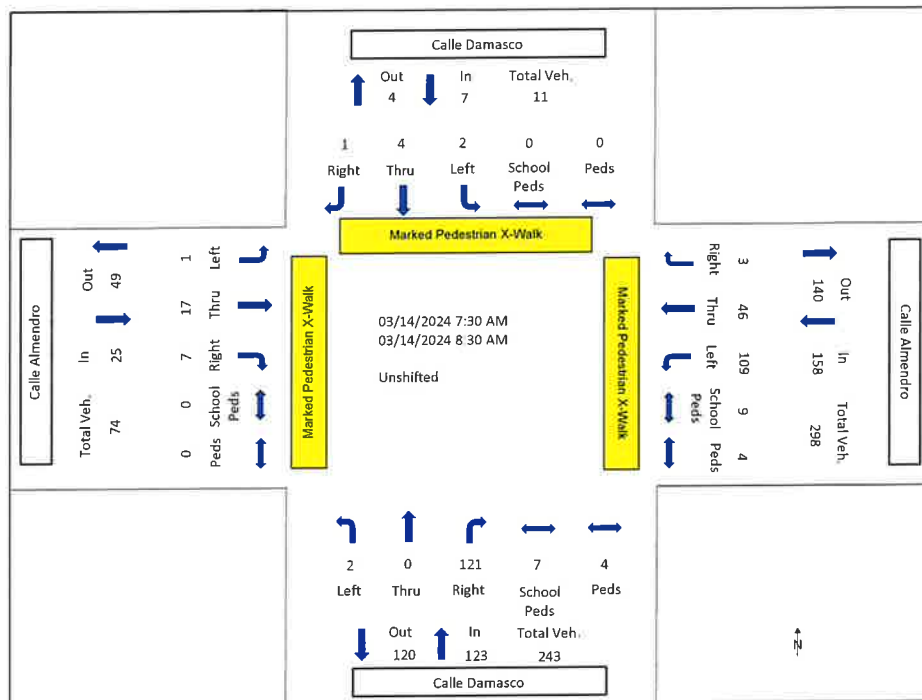 Calle Damasco
Out In Total Veh.
4 7 11
1 4 2 0 0
Right Thru Left School Peds Peds
Marked Pedestrian X-Walk
Calle Almendro
Out In Total Veh.
49 25 74
1 17 7 0 0
Left Thru Right School Peds Peds
Marked Pedestrian X-Walk
03/14/2024 7:30 AM
03/14/2024 8:30 AM
Unshifted
Marked Pedestrian X-Walk
3 46 109 9 4
Right Thru Left School Peds Peds
Out In Total Veh.
140 158 298
Calle Almendro
2 0 121 7 4
Left Thru Right School Peds Peds
Out In Total Veh.
120 123 243
Calle Damasco
N